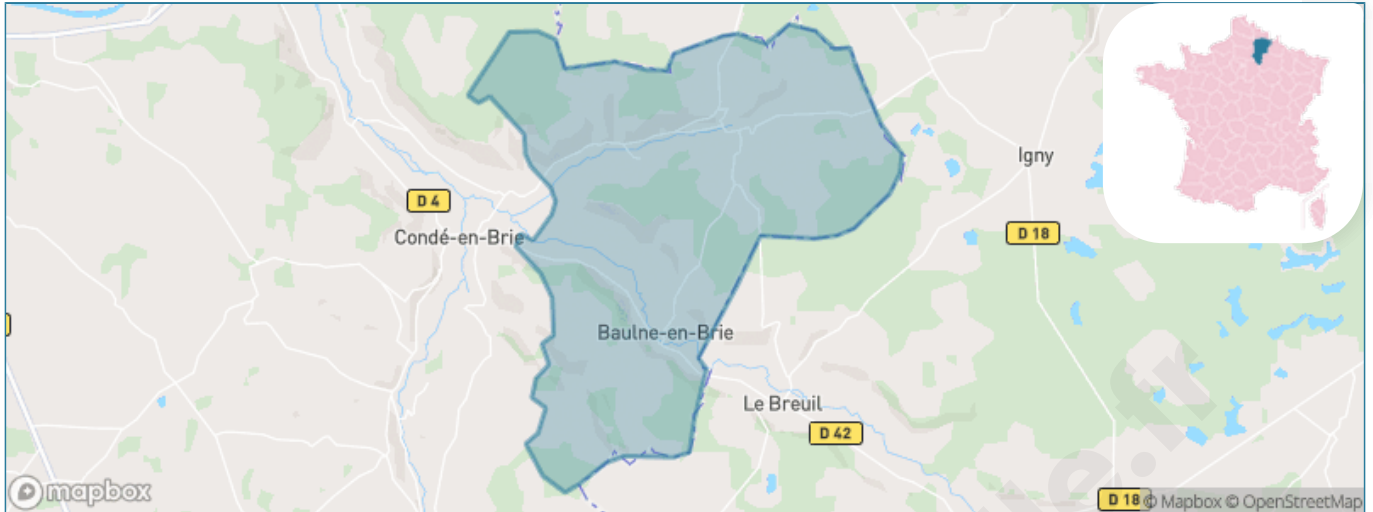 Igny
D 4
D 18
Condé-en-Brie
Baulne-en-Brie
Le Breuil
D 42
mapbox
D 18
© Mapbox © OpenStreetMap